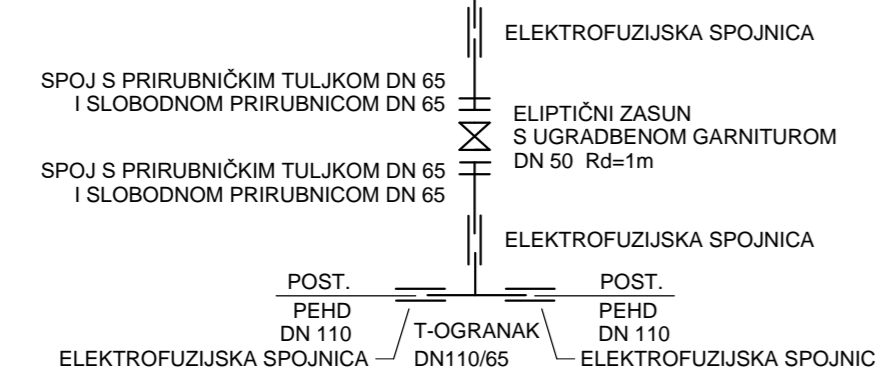 ELEKTROFUZIJSKA SPOJNICA
SPOJ S PRIRUBNIČKIM TULJKOM DN 65
I SLOBODNOM PRIRUBNICOM DN 65
ELIPTIČNI ZASUN
S UGRADBENOM GARNITUROM
DN 50 Rd=1m
SPOJ S PRIRUBNIČKIM TULJKOM DN 65
I SLOBODNOM PRIRUBNICOM DN 65
ELEKTROFUZIJSKA SPOJNICA
POST.
PEHD
DN 110
POST.
PEHD
DN 110
T-OGRANAK
DN110/65
ELEKTROFUZIJSKA SPOJNICA
ELEKTROFUZIJSKA SPOJNIC